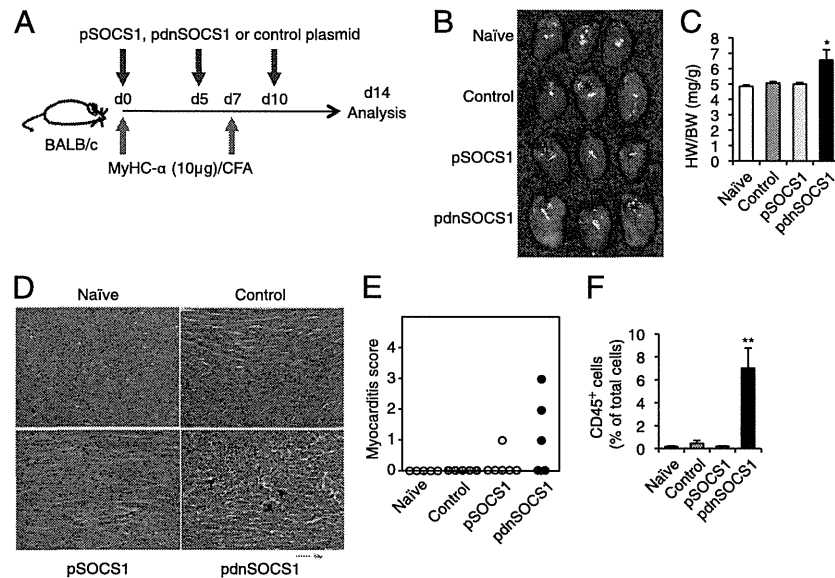 A
pSOCS1, pdnSOCS1 or control plasmid
d0
d5
d7
d10
d14
Analysis
BALB/c
MyHC-α (10µg)/CFA
B
Naïve
Control
pSOCS1
pdnSOCS1
C
HW/BW (mg/g)
8
7
6
5
4
3
2
1
0
*
Naïve
Control
pSOCS1
pdnSOCS1
D
Naïve
Control
pSOCS1
pdnSOCS1
E
Myocarditis score
4
3
2
1
0
Naïve
Control
pSOCS1
pdnSOCS1
F
CD45⁺ cells
(% of total cells)
10
8
6
4
2
0
**
Naïve
Control
pSOCS1
pdnSOCS1